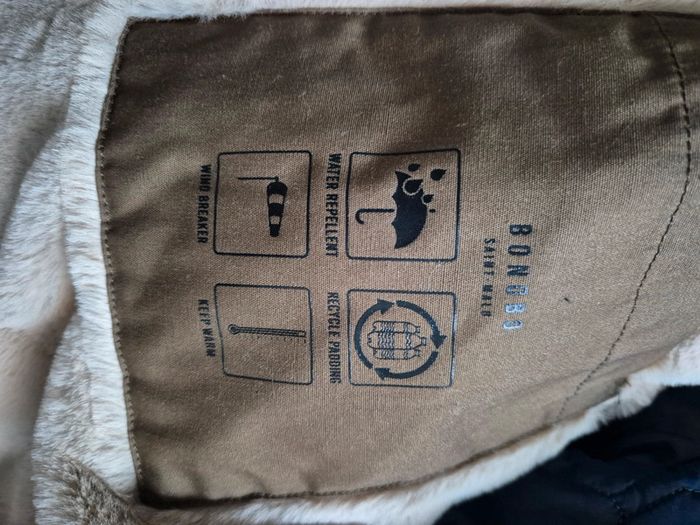 BONOBO
SAINT-MALO
WATER REPELLENT
RECYCLE PADDING
WIND BREAKER
KEEP WARM